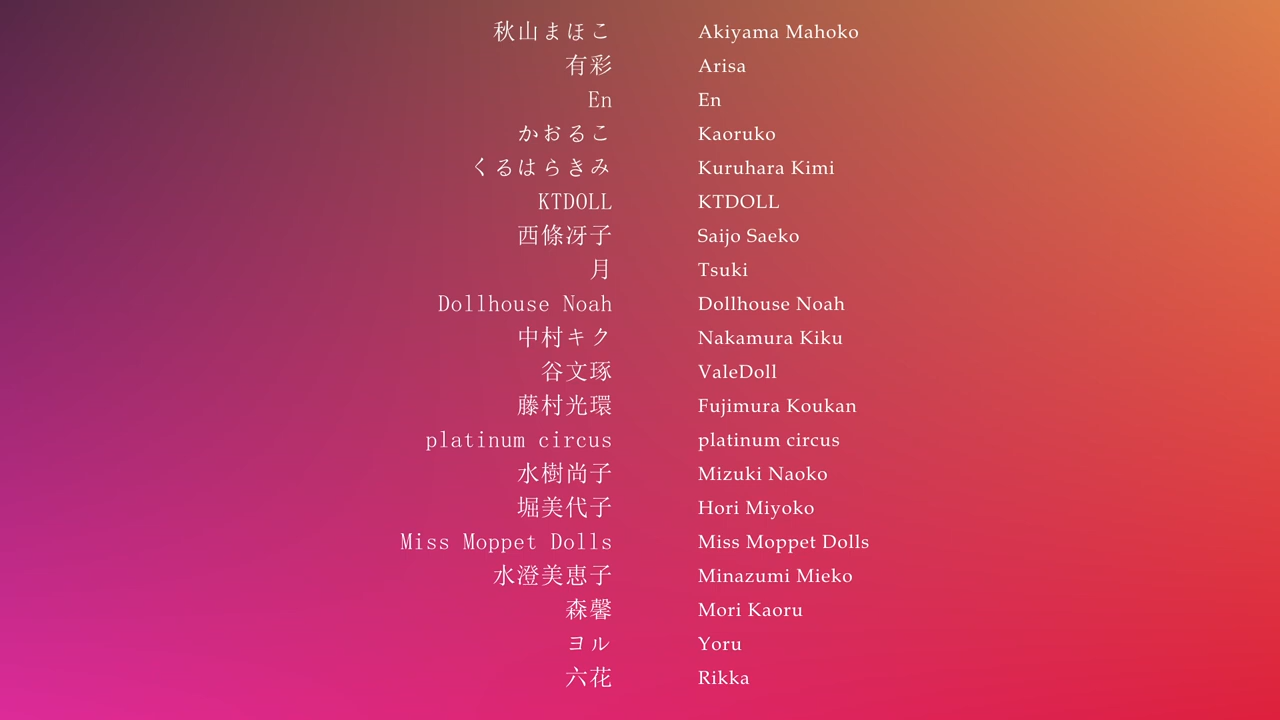 秋山まほこ Akiyama Mahoko
有彩 Arisa
En En
かおるこ Kaoruko
くるはらきみ Kuruhara Kimi
KTDOLL KTDOLL
西條冴子 Saijo Saeko
月 Tsuki
Dollhouse Noah Dollhouse Noah
中村キク Nakamura Kiku
谷文琢 ValeDoll
藤村光環 Fujimura Koukan
platinum circus platinum circus
水樹尚子 Mizuki Naoko
堀美代子 Hori Miyoko
Miss Moppet Dolls Miss Moppet Dolls
水澄美恵子 Minazumi Mieko
森馨 Mori Kaoru
ヨル Yoru
六花 Rikka